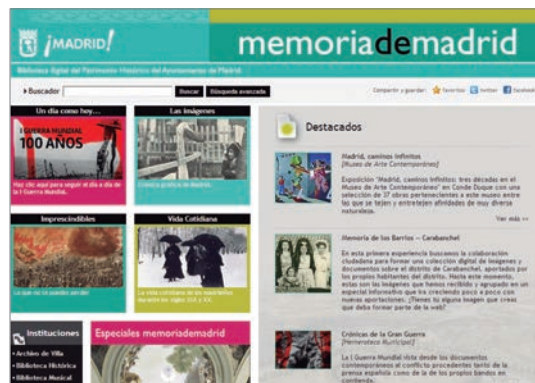 ¡MADRID!
memoriademadrid
Biblioteca digital del Patrimonio Histórico del Ayuntamiento de Madrid
Buscador
Buscar
Búsqueda avanzada
Compartir y guardar:
favoritos
twitter
facebook
Un día como hoy...
I GUERRA MUNDIAL
100 AÑOS
Haz clic aquí para seguir el día a día de
la I Guerra Mundial.
Las imágenes
Crónica gráfica de Madrid.
Imprescindibles
Lo que no te puedes perder
Vida Cotidiana
La vida cotidiana de los madrileños
durante los siglos XIX y XX.
Instituciones
Archivo de Villa
Biblioteca Histórica
Biblioteca Musical
Especiales memoriademadrid
Destacados
Madrid, caminos infinitos
[Museo de Arte Contemporáneo]
Exposición "Madrid, caminos infinitos: tres décadas en el
Museo de Arte Contemporáneo" en Conde Duque con una
selección de 37 obras pertenecientes a este museo entre
las que se tejen y entretejen afinidades de muy diversa
naturaleza.
Ver más >>
Memoria de los Barrios — Carabanchel
En esta primera experiencia buscamos la colaboración
ciudadana para formar una colección digital de imágenes y
documentos sobre el distrito de Carabanchel, aportados por
los propios habitantes del distrito. Hasta este momento,
estas son las imágenes que hemos recibido y agrupado en un
especial informativo que va creciendo poco a poco con
nuevas aportaciones. ¿Tienes tú alguna imagen que creas
que deba formar parte de la web?
Crónicas de la Gran Guerra
[Hemeroteca Municipal]
La I Guerra Mundial vista desde los documentos
contemporáneos al conflicto procedentes tanto de la
prensa española como de la de los propios bandos en
contienda.